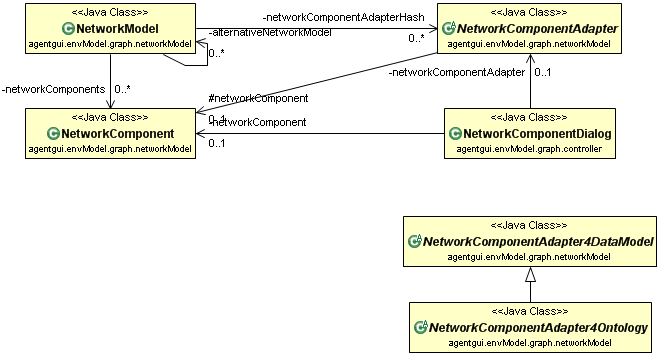 <<Java Class>>
NetworkModel
agentgui.envModel.graph.networkModel
-networkComponentAdapterHash
0..*
-alternativeNetworkModel
0..*
<<Java Class>>
NetworkComponentAdapter
agentgui.envModel.graph.networkModel
-networkComponents
0..*
-networkComponentAdapter
0..1
#networkComponent
0..1
-networkComponent
0..1
<<Java Class>>
NetworkComponent
agentgui.envModel.graph.networkModel
<<Java Class>>
NetworkComponentDialog
agentgui.envModel.graph.controller
<<Java Class>>
NetworkComponentAdapter4DataModel
agentgui.envModel.graph.networkModel
<<Java Class>>
NetworkComponentAdapter4Ontology
agentgui.envModel.graph.networkModel